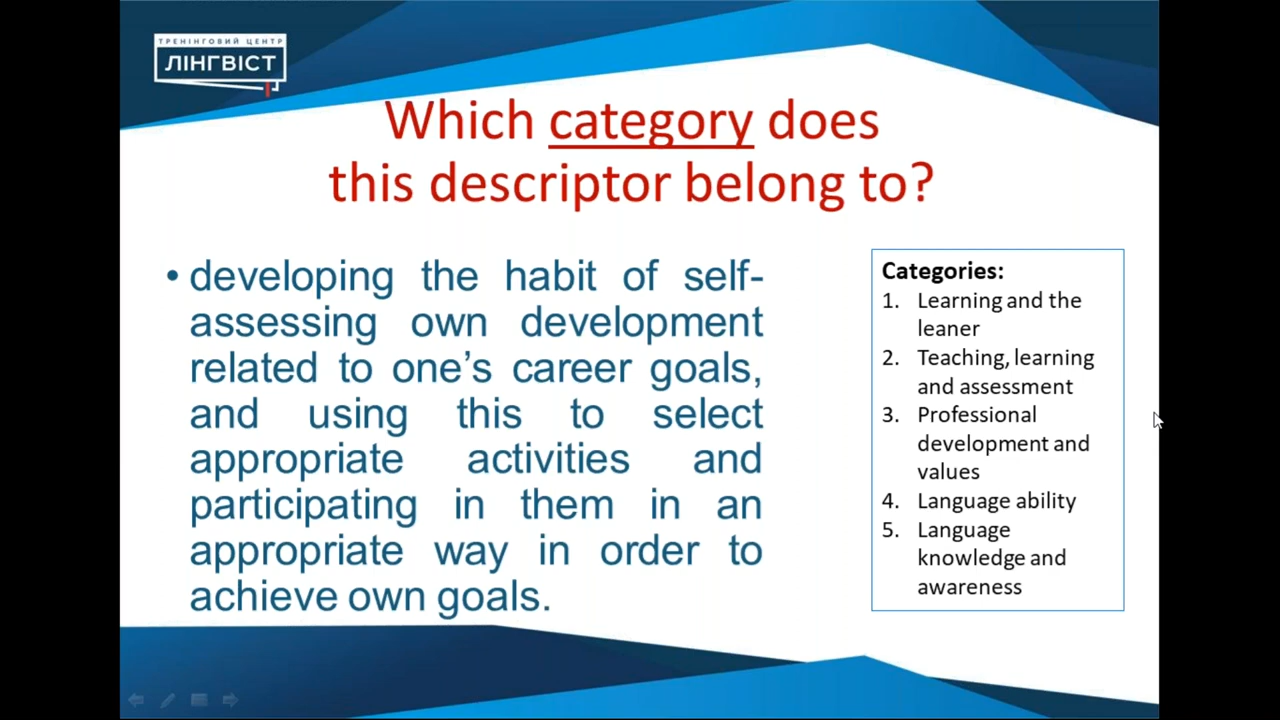 ТРЕНІНГОВИЙ ЦЕНТР
ЛІНГВІСТ
Which category does
this descriptor belong to?
• developing the habit of self-
assessing own development
related to one’s career goals,
and using this to select
appropriate activities and
participating in them in an
appropriate way in order to
achieve own goals.
Categories:
1. Learning and the
leaner
2. Teaching, learning
and assessment
3. Professional
development and
values
4. Language ability
5. Language
knowledge and
awareness